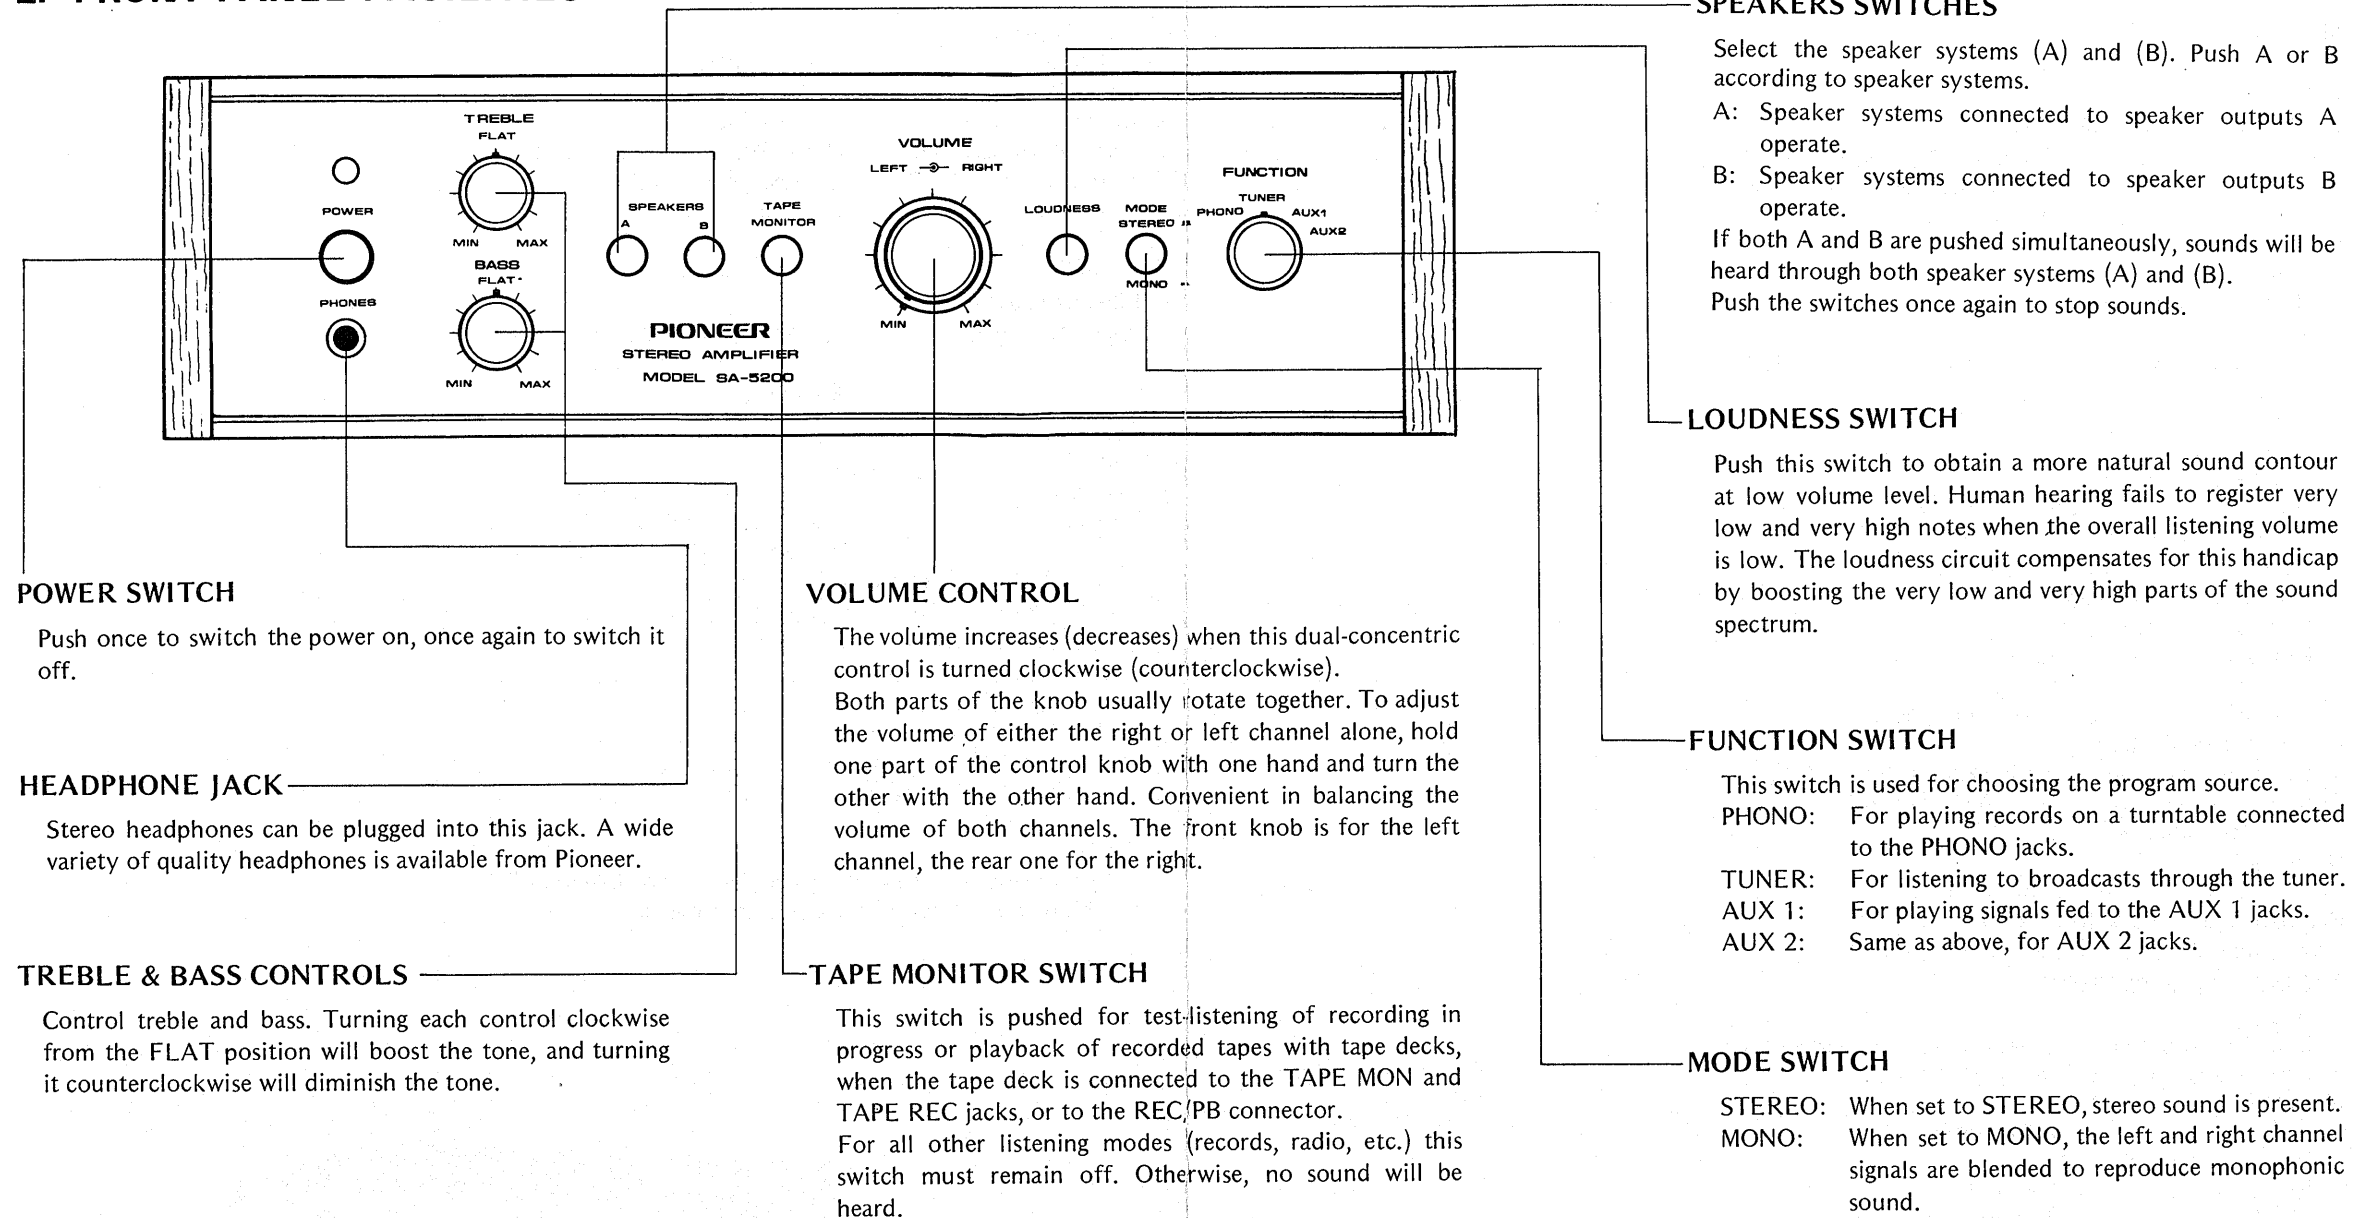 SPEAKERS SWITCHES
Select the speaker systems (A) and (B). Push A or B
according to speaker systems.
A: Speaker systems connected to speaker outputs A
operate.
B: Speaker systems connected to speaker outputs B
operate.
If both A and B are pushed simultaneously, sounds will be
heard through both speaker systems (A) and (B).
Push the switches once again to stop sounds.
TREBLE
FLAT
MIN MAX
BASS
FLAT
MIN MAX
POWER
PHONES
SPEAKERS
A B
TAPE
MONITOR
PIONEER
STEREO AMPLIFIER
MODEL SA-5200
VOLUME
LEFT RIGHT
MIN MAX
LOUDNESS
MODE
STEREO
MONO
FUNCTION
TUNER
PHONO AUX1
AUX2
LOUDNESS SWITCH
Push this switch to obtain a more natural sound contour
at low volume level. Human hearing fails to register very
low and very high notes when the overall listening volume
is low. The loudness circuit compensates for this handicap
by boosting the very low and very high parts of the sound
spectrum.
POWER SWITCH
Push once to switch the power on, once again to switch it
off.
HEADPHONE JACK
Stereo headphones can be plugged into this jack. A wide
variety of quality headphones is available from Pioneer.
TREBLE & BASS CONTROLS
Control treble and bass. Turning each control clockwise
from the FLAT position will boost the tone, and turning
it counterclockwise will diminish the tone.
VOLUME CONTROL
The volume increases (decreases) when this dual-concentric
control is turned clockwise (counterclockwise).
Both parts of the knob usually rotate together. To adjust
the volume of either the right or left channel alone, hold
one part of the control knob with one hand and turn the
other with the other hand. Convenient in balancing the
volume of both channels. The front knob is for the left
channel, the rear one for the right.
TAPE MONITOR SWITCH
This switch is pushed for test-listening of recording in
progress or playback of recorded tapes with tape decks,
when the tape deck is connected to the TAPE MON and
TAPE REC jacks, or to the REC/PB connector.
For all other listening modes (records, radio, etc.) this
switch must remain off. Otherwise, no sound will be
heard.
FUNCTION SWITCH
This switch is used for choosing the program source.
PHONO: For playing records on a turntable connected
to the PHONO jacks.
TUNER: For listening to broadcasts through the tuner.
AUX 1: For playing signals fed to the AUX 1 jacks.
AUX 2: Same as above, for AUX 2 jacks.
MODE SWITCH
STEREO: When set to STEREO, stereo sound is present.
MONO: When set to MONO, the left and right channel
signals are blended to reproduce monophonic
sound.